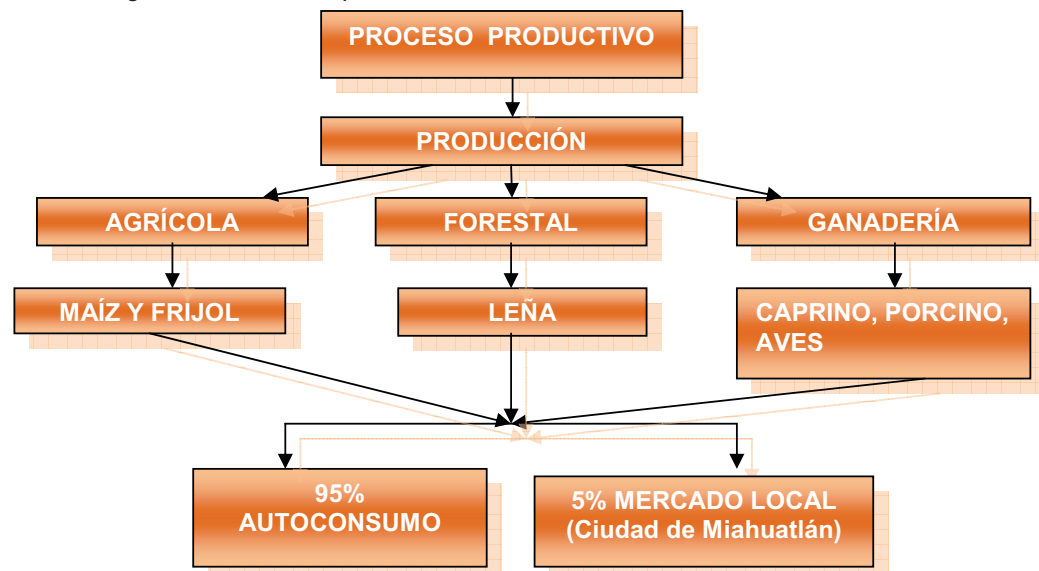 PROCESO PRODUCTIVO
PRODUCCIÓN
AGRÍCOLA
FORESTAL
GANADERÍA
MAÍZ Y FRIJOL
LEÑA
CAPRINO, PORCINO,
AVES
95%
AUTOCONSUMO
5% MERCADO LOCAL
(Ciudad de Miahuatlán)